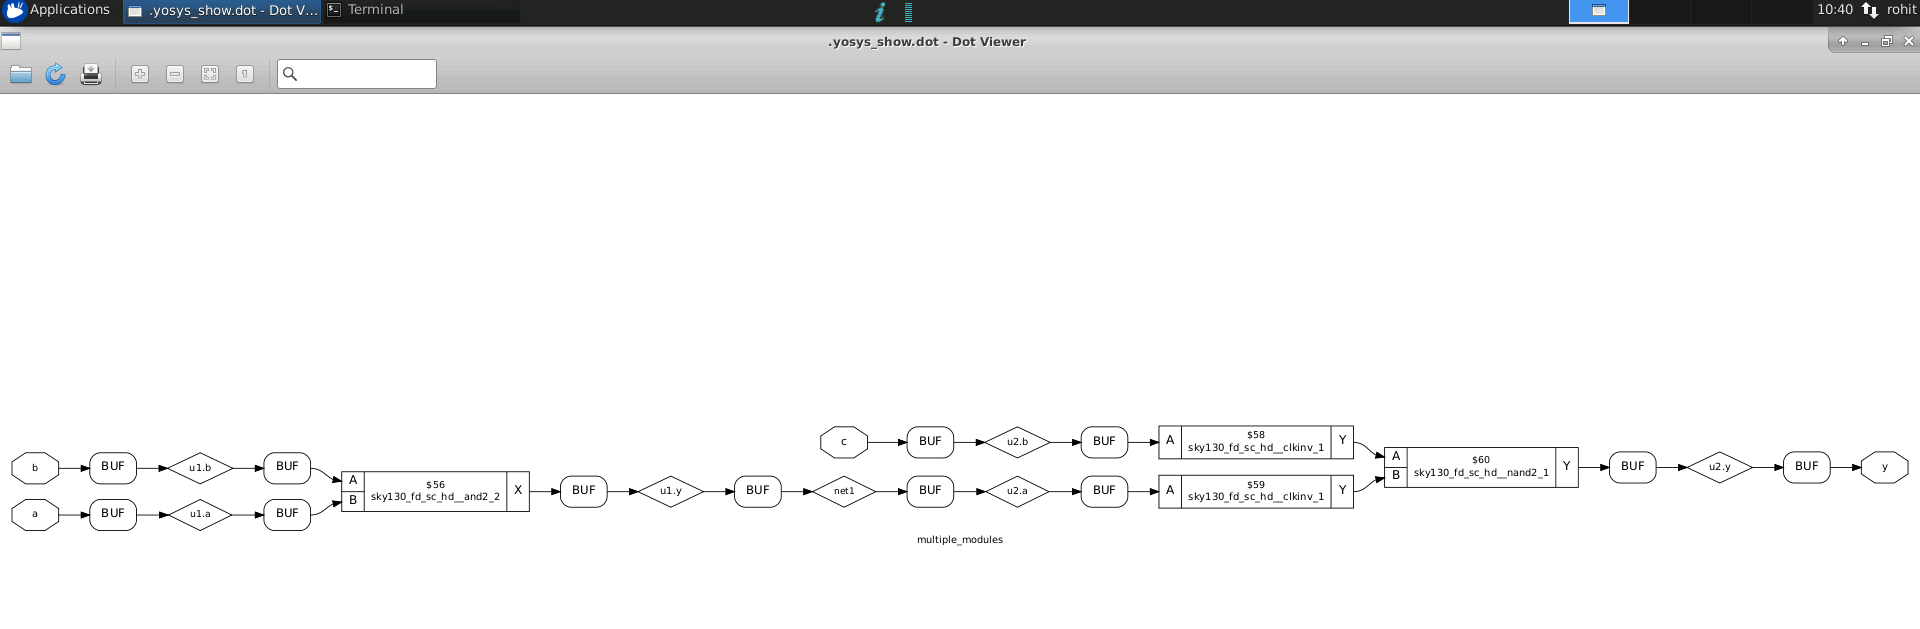 Applications
.yosys_show.dot - Dot V...
Terminal
10:40
rohit
.yosys_show.dot - Dot Viewer
c
BUF
u2.b
BUF
A
$58
sky130_fd_sc_hd__clkinv_1
Y
b
BUF
u1.b
BUF
A
B
$56
sky130_fd_sc_hd__and2_2
X
BUF
u1.y
BUF
net1
BUF
u2.a
BUF
A
$59
sky130_fd_sc_hd__clkinv_1
Y
A
B
$60
sky130_fd_sc_hd__nand2_1
Y
BUF
u2.y
BUF
y
a
BUF
u1.a
BUF
multiple_modules